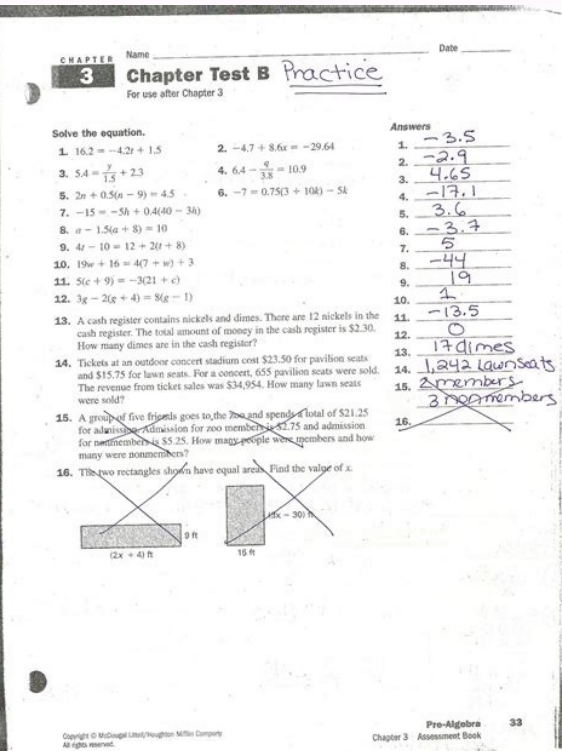 Name
Date
CHAPTER
3
Chapter Test B Practice
For use after Chapter 3
Answers
Solve the equation.
1. 16.2 = −4.2t + 1.5
2. −4.7 + 8.6x = −29.64
3. 5.4 = y/1.5 + 2.3
4. 6.4 − q/3.8 = 10.9
5. 2n + 0.5(n − 9) = 4.5
6. −7 = 0.75(3 + 10k) − 5k
7. −15 = −5h + 0.4(40 − 3h)
8. a − 1.5(a + 8) = 10
9. 4t − 10 = 12 + 2(t + 8)
10. 19w + 16 = 4(7 + w) + 3
11. 5(c + 9) = −3(21 + c)
12. 3g − 2(g + 4) = 8(g − 1)
13. A cash register contains nickels and dimes. There are 12 nickels in the
cash register. The total amount of money in the cash register is $2.30.
How many dimes are in the cash register?
14. Tickets at an outdoor concert stadium cost $23.50 for pavilion seats
and $15.75 for lawn seats. For a concert, 655 pavilion seats were sold.
The revenue from ticket sales was $34,954. How many lawn seats
were sold?
15. A group of five friends goes to the zoo and spends a total of $21.25
for admission. Admission for zoo members is $2.75 and admission
for nonmembers is $5.25. How many people were members and how
many were nonmembers?
16. The two rectangles shown have equal areas. Find the value of x.
9 ft
(2x + 4) ft
(3x − 30) ft
15 ft
1. −3.5
2. −2.9
3. 4.65
4. −17.1
5. 3.6
6. −3.7
7. 5
8. −44
9. 19
10. 1
11. −13.5
12. 0
13. 17 dimes
14. 1,242 lawn seats
15. 2 members
3 nonmembers
16.
Copyright © McDougal Littell/Houghton Mifflin Company
All rights reserved.
Pre-Algebra 33
Chapter 3 Assessment Book